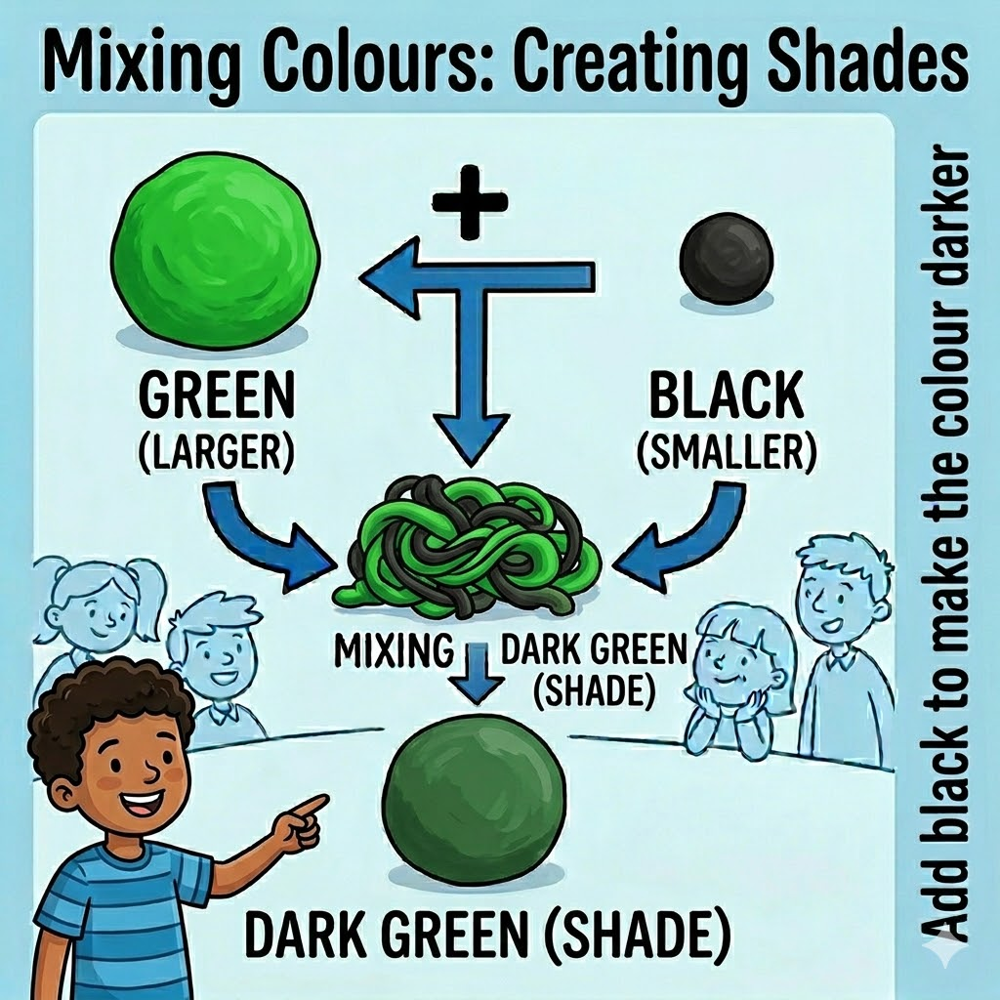 Mixing Colours: Creating Shades
+
GREEN
(LARGER)
BLACK
(SMALLER)
MIXING
DARK GREEN
(SHADE)
DARK GREEN (SHADE)
Add black to make the colour darker